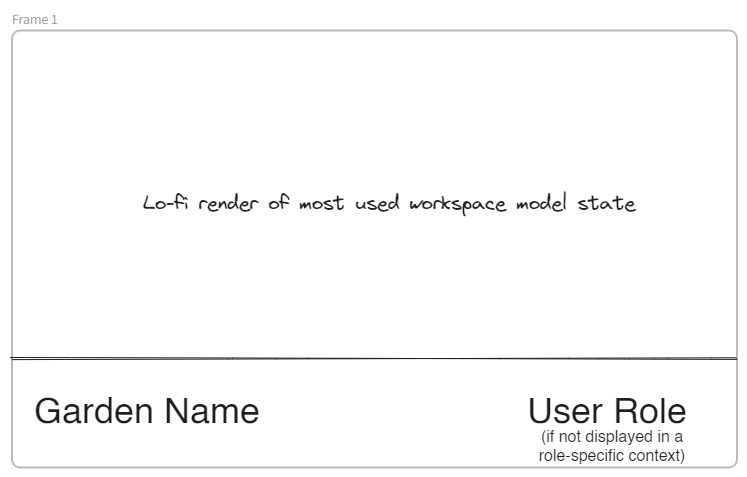 Frame 1
Lo-fi render of most used workspace model state
Garden Name
User Role
(if not displayed in a
role-specific context)